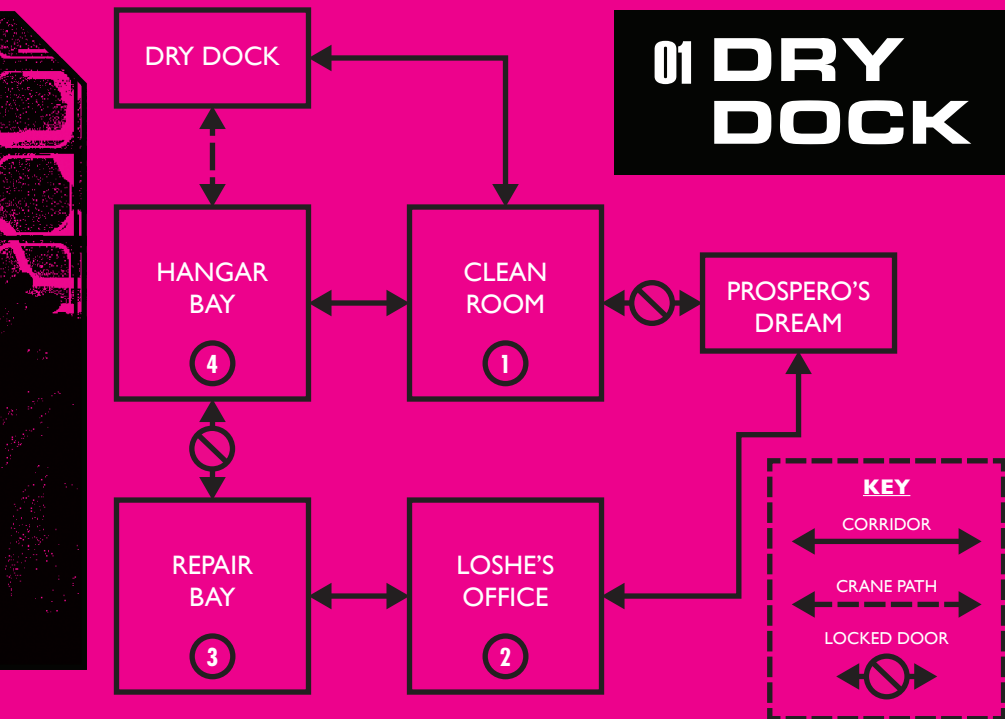 01 DRY
DOCK
DRY DOCK
HANGAR
BAY
4
CLEAN
ROOM
1
PROSPERO'S
DREAM
REPAIR
BAY
3
LOSHE'S
OFFICE
2
KEY
CORRIDOR
CRANE PATH
LOCKED DOOR